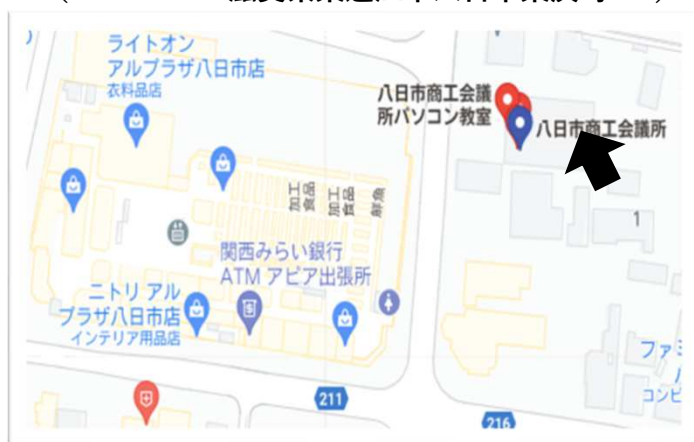 ライトオン
アルプラザ八日市店
衣料品店
八日市商工会議
所パソコン教室
八日市商工会議所
加工
食品
加工
食品
鮮魚
1
関西みらい銀行
ATM アピア出張所
ニトリ アル
プラザ八日市店
インテリア用品店
ファミ
コンビ
211
216